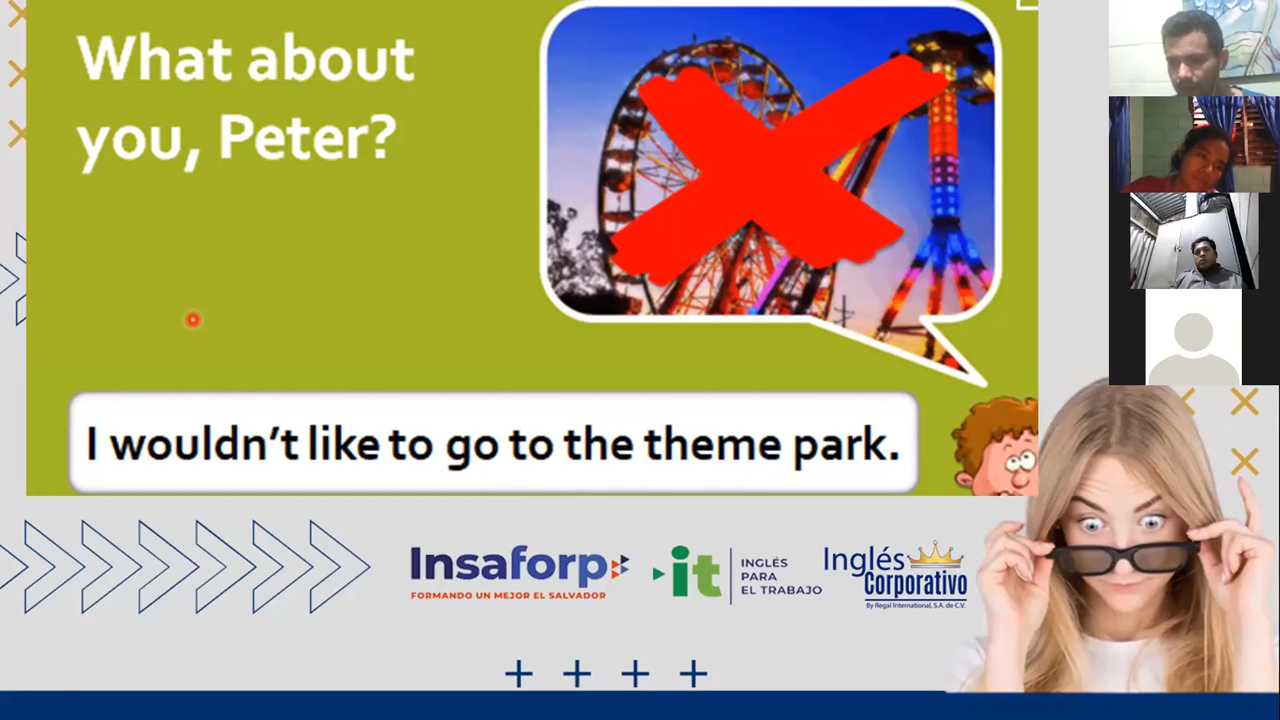 What about
you, Peter?
I wouldn't like to go to the theme park.
Insaforp
FORMANDO UN MEJOR EL SALVADOR
it
INGLÉS
PARA
EL TRABAJO
Inglés
Corporativo
By Regal International, S.A. de C.V.